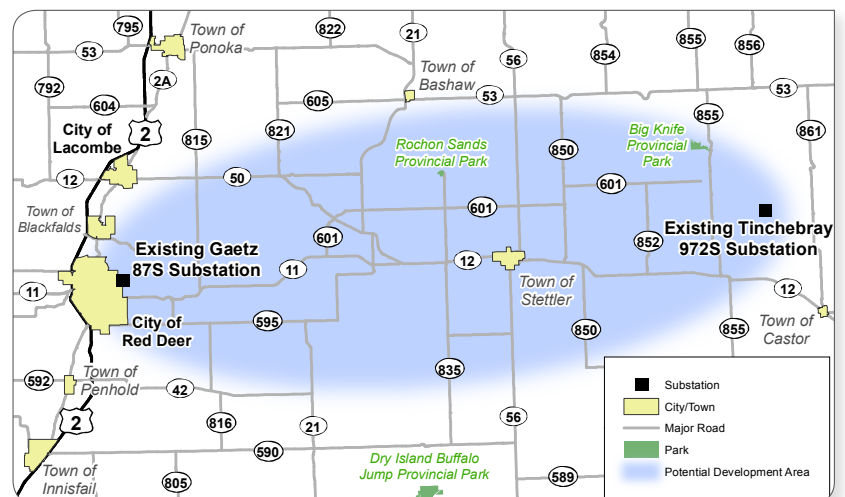 795
822
21
Town of
Ponoka
53
56
854
855
856
2A
792
Town of
Bashaw
53
53
604
605
855
City of
Lacombe
2
815
821
861
Rochon Sands
Provincial Park
850
Big Knife
Provincial
Park
12
50
601
601
Town of
Blackfalds
601
852
Existing Tinchebray
972S Substation
Existing Gaetz
87S Substation
11
12
11
Town of
Stettler
12
City of
Red Deer
595
850
855
Town of
Castor
592
Town of
Penhold
42
835
2
816
21
56
590
Town of
Innisfail
805
Dry Island Buffalo
Jump Provincial Park
589
Substation
City/Town
Major Road
Park
Potential Development Area